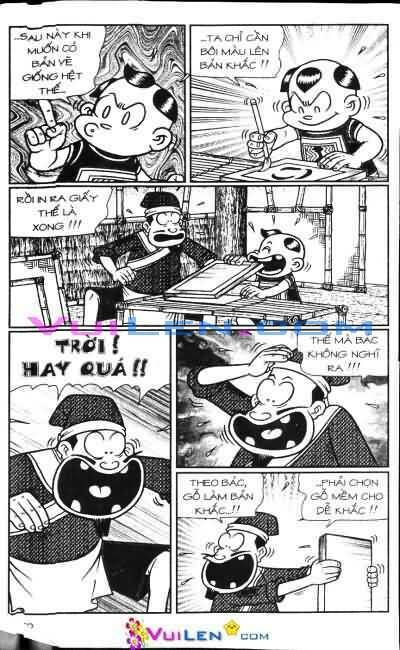 ..SAU NÀY KHI
MUỐN CÓ
BẢN VẼ
GIỐNG HỆT
THẾ..
..TA CHỈ CẦN
BÔI MÀU LÊN
BẢN KHẮC !!
RỒI IN RA GIẤY
THẾ LÀ
XONG !!!
VUILEN.COM
TRỜI !
HAY QUÁ !!
THẾ MÀ BÁC
KHÔNG NGHĨ
RA !!!
THEO BÁC,
GỖ LÀM BẢN
KHẮC..!!
..PHẢI CHỌN
GỖ MỀM CHO
DỄ KHẮC !!
VUILEN.COM